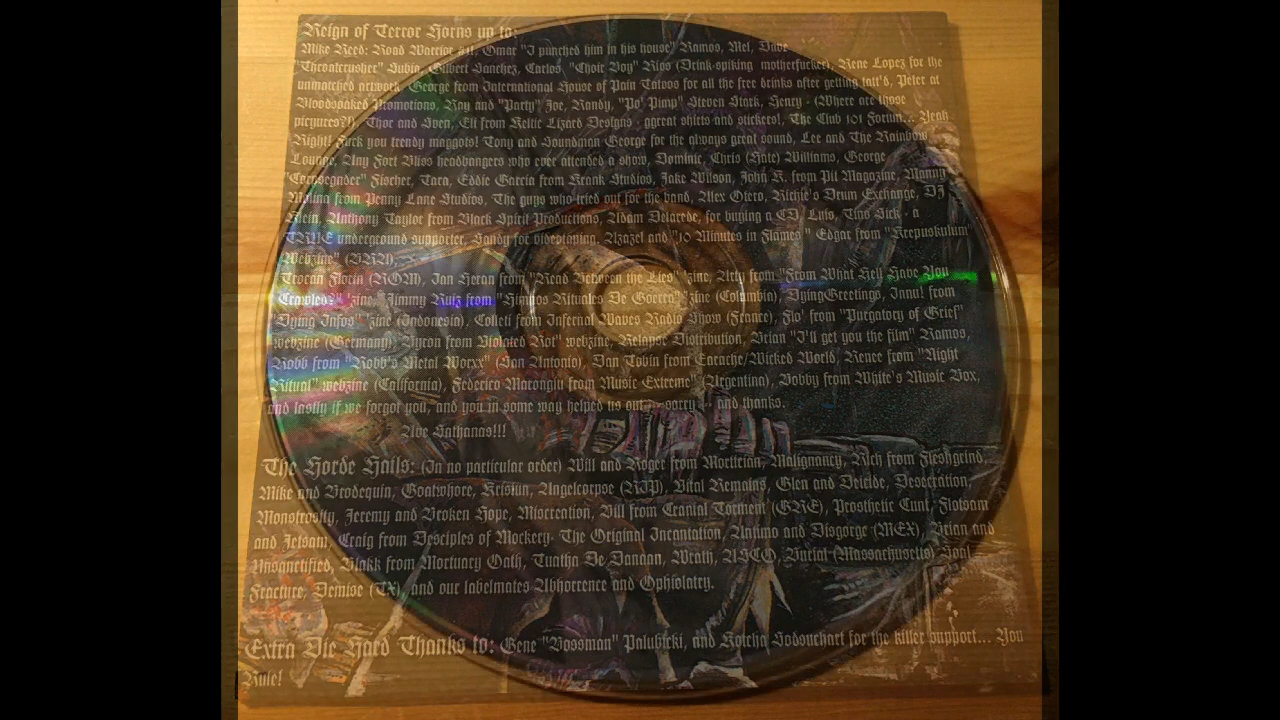 Reign of Terror Horns up to:
Mike Reed: Road Warrior #1!, Omar "I punched him in his house" Ramos, Mel, Dave
"Throatcrusher" Subia, Gilbert Sanchez, Carlos, "Choir Boy" Rios (Drink-spiking motherfucker), Rene Lopez for the
unmatched artwork, George from International House of Pain Tatoos for all the free drinks after getting tatt'd, Peter at
Bloodsoaked Promotions, Ray and "Party" Joe, Randy, "Po' Pimp" Steven Stark, Henry - (Where are those
picyures?!) Thor and Sven, Eli from Keltic Lizard Designs - ggreat shirts and stickers!, The Club 101 Forum... Yeah
Right! Fuck you trendy maggots! Tony and Soundman George for the always great sound, Lee and The Rainbow
Lounge, Any Fort Bliss headbangers who ever attended a show, Dominic, Chris (Hate) Williams, George
Fischer, Tara, Eddie Garcia from Krank Studios, Jake Wilson, John K. from Pit Magazine, Manny
Molina from Penny Lane Studios, The guys who tried out for the band, Alex Otero, Ritchie's Drum Exchange, DJ
Klein, Anthony Taylor from Black Spirit Productions, Adam Delarede, for buying a CD, Luis, Tino Sick - a
TRUE underground supporter, Sandy for videotaping, Azazel and "10 Minutes in Flames" Edgar from "Krepuskulum"
Webzine"
Florin (ROM), Jan Heran from "Read Between the Lies" 'zine, Arty from "From What Hell Have You
Crawled?" 'zine, Jimmy Ruiz from "Himnos Rituales De Guerra" 'zine (Columbia), DyingGreetings, from
"Dying Infos" 'zine (Indonesia), Colleti from Infernal Waves Radio Show (France), Flo' from "Purgatory of Grief"
webzine (Germany), Byron from Violated Rot" webzine, Relapse Distribution, Brian "I'll get you the film" Ramos,
Robb from "Robb's Metal Worxx" (San Antonio) Dan Tobin from Earache/Wicked World, Renee from "Night
Ritual" webzine (California), Federico Marongiu from Music Extreme" (Argentina), Bobby from White's Music Box,
and lastly if we forgot you, and you in some way helped us out - sorry - and thanks.
Ave Sathanas!!!
The Horde Hails: (In no particular order) Will and Roger from Mortician, Malignancy, Rich from Fleshgrind,
Mike and Brodequin, Goatwhore, Krisiun, Angelcorpse (RIP), Vital Remains, Glen and Deicide, Desecration,
Monstrosity, Jeremy and Broken Hope, Miscreation, Bill from Cranial Torment (GRE), Prosthetic Cunt, Flotsam
and Jetsam, Craig from Desciples of Mockery- The Original Incantation, Antimo and Disgorge (MEX), Brian and
Unsanctified, Blakk from Mortuary Oath, Tuatha De Danaan, Wrath, Burial (Massachusetts) Soul
Fracture, Demise (TX), and our labelmates Abhorrence and Ophiolatry.
Extra Die Hard Thanks to: Gene "Bossman" Palubicki, and Kotcha Sodsuchart for the killer support... You
Rule!